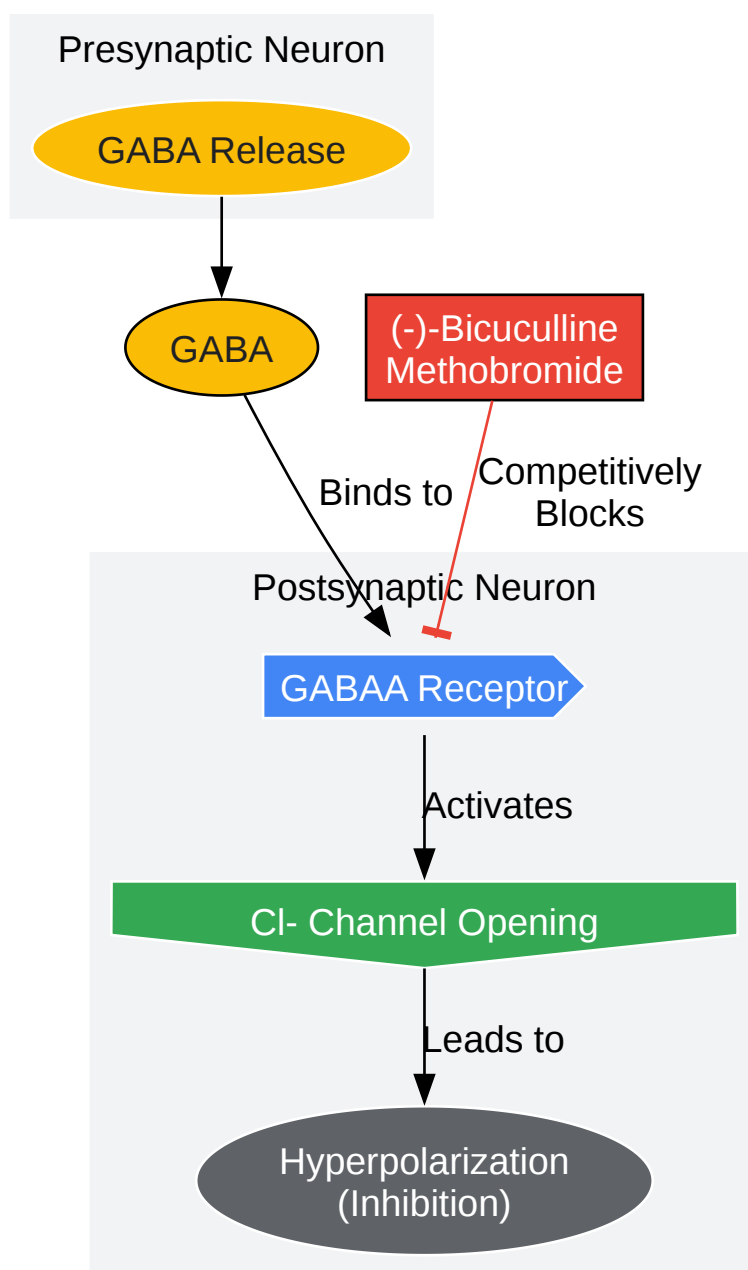 Presynaptic Neuron
GABA Release
GABA
(-)-Bicuculline
Methobromide
Binds to
Competitively
Blocks
Postsynaptic Neuron
GABAA Receptor
Activates
Cl- Channel Opening
Leads to
Hyperpolarization
(Inhibition)